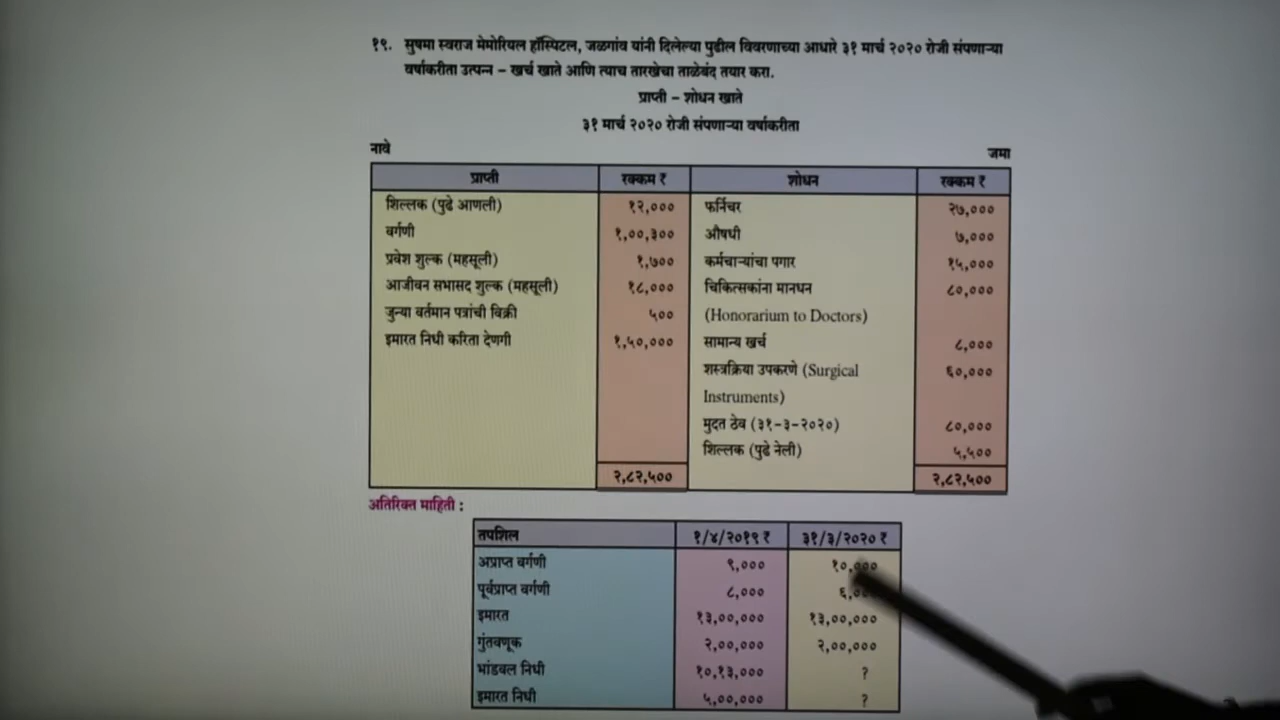 १९. सुषमा स्वराज मेमोरियल हॉस्पिटल, जळगांव यांनी दिलेल्या पुढील विवरणाच्या आधारे ३१ मार्च २०२० रोजी संपणाऱ्या
वर्षाकरीता उत्पन्न – खर्च खाते आणि त्याच तारखेचा ताळेबंद तयार करा.
प्राप्ती – शोधन खाते
३१ मार्च २०२० रोजी संपणाऱ्या वर्षाकरीता
नावे जमा
प्राप्ती रक्कम ₹ शोधन रक्कम ₹
शिल्लक (पुढे आणली) १२,००० फर्निचर २७,०००
वर्गणी १,००,३०० औषधी ७,०००
प्रवेश शुल्क (महसूली) १,७०० कर्मचाऱ्यांचा पगार १५,०००
आजीवन सभासद शुल्क (महसूली) १८,००० चिकित्सकांना मानधन ८०,०००
जुन्या वर्तमान पत्रांची विक्री ५०० (Honorarium to Doctors)
इमारत निधी करिता देणगी १,५०,००० सामान्य खर्च ८,०००
शस्त्रक्रिया उपकरणे (Surgical ६०,०००
Instruments)
मुदत ठेव (३१-३-२०२०) ८०,०००
शिल्लक (पुढे नेली) ५,५००
२,८२,५०० २,८२,५००
अतिरिक्त माहिती :
तपशिल १/४/२०१९ ₹ ३१/३/२०२० ₹
अप्राप्त वर्गणी ९,००० १०,०००
पूर्वप्राप्त वर्गणी ८,०००
इमारत १३,००,००० १३,००,०००
गुंतवणूक २,००,००० २,००,०००
भांडवल निधी १०,१३,००० ?
इमारत निधी ५,००,००० ?